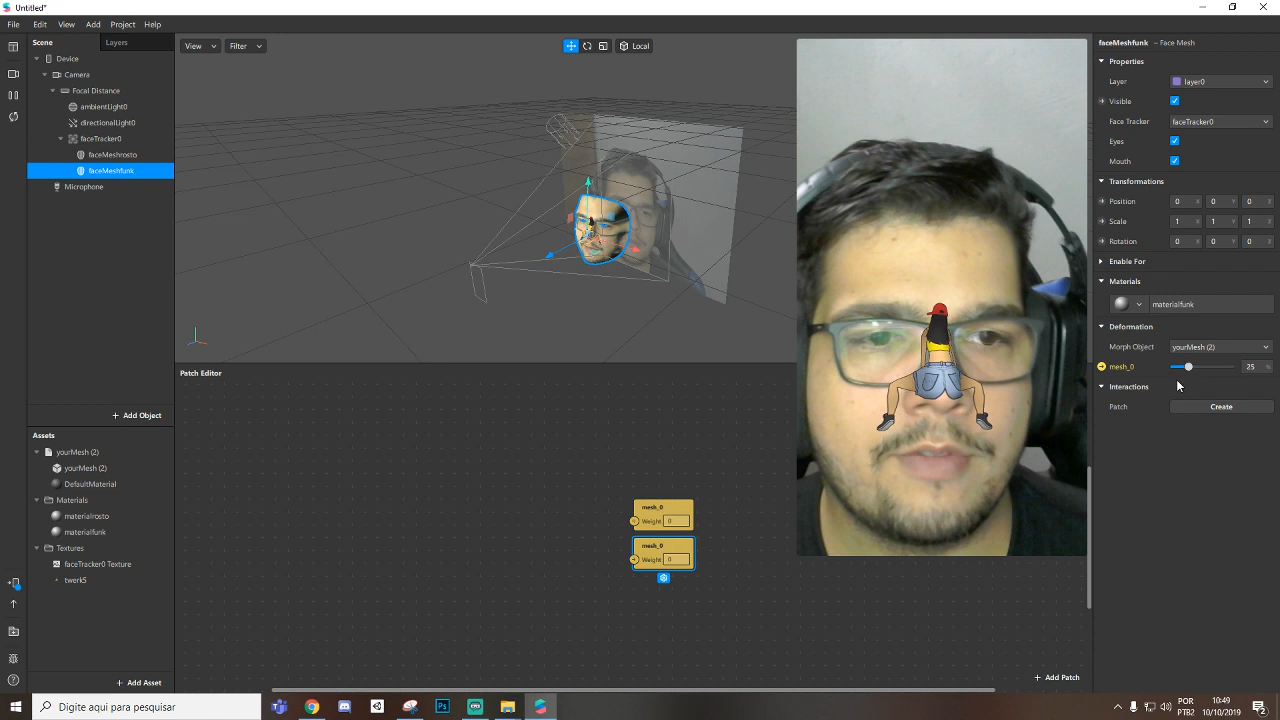 Untitled*
File Edit View Add Project Help
Scene Layers
Device
Camera
Focal Distance
ambientLight0
directionalLight0
faceTracker0
faceMeshrosto
faceMeshfunk
Microphone
+ Add Object
Assets
yourMesh (2)
yourMesh (2)
DefaultMaterial
Materials
materialrosto
materialfunk
Textures
faceTracker0 Texture
twerk5
+ Add Asset
View Filter Local
Patch Editor
mesh_0
Weight 0
mesh_0
Weight 0
+ Add Patch
faceMeshfunk – Face Mesh
Properties
Layer layer0
Visible
Face Tracker faceTracker0
Eyes
Mouth
Transformations
Position 0 X 0 Y 0 Z
Scale 1 X 1 Y 1 Z
Rotation 0 X 0 Y 0 Z
Enable For
Materials
materialfunk
Deformation
Morph Object yourMesh (2)
mesh_0 25 %
Interactions
Patch Create
Digite aqui para pesquisar
Ps
POR
PTB2
10:49
10/10/2019
2